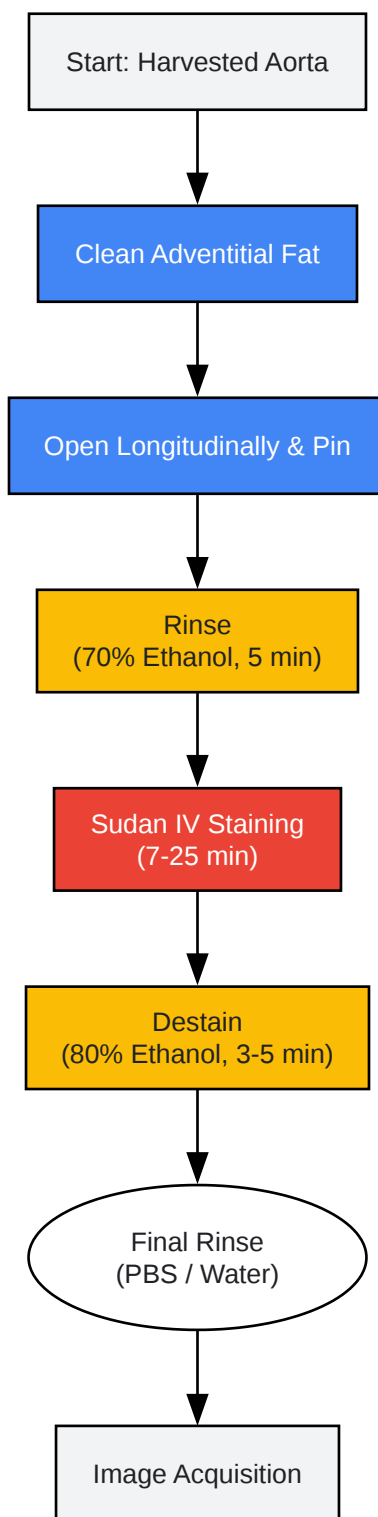 Start: Harvested Aorta
Clean Adventitial Fat
Open Longitudinally & Pin
Rinse
(70% Ethanol, 5 min)
Sudan IV Staining
(7-25 min)
Destain
(80% Ethanol, 3-5 min)
Final Rinse
(PBS / Water)
Image Acquisition